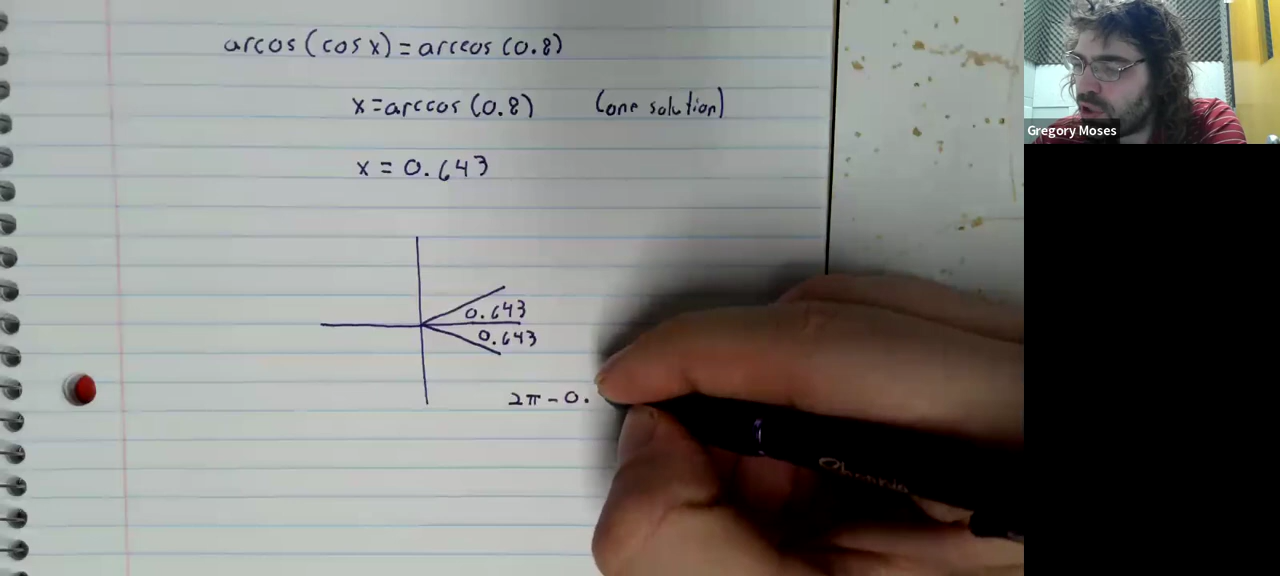 arcos(cos x) = arccos(0.8)
x = arccos(0.8) (one solution)
x = 0.643
0.643
0.643
2π - 0.
Gregory Moses